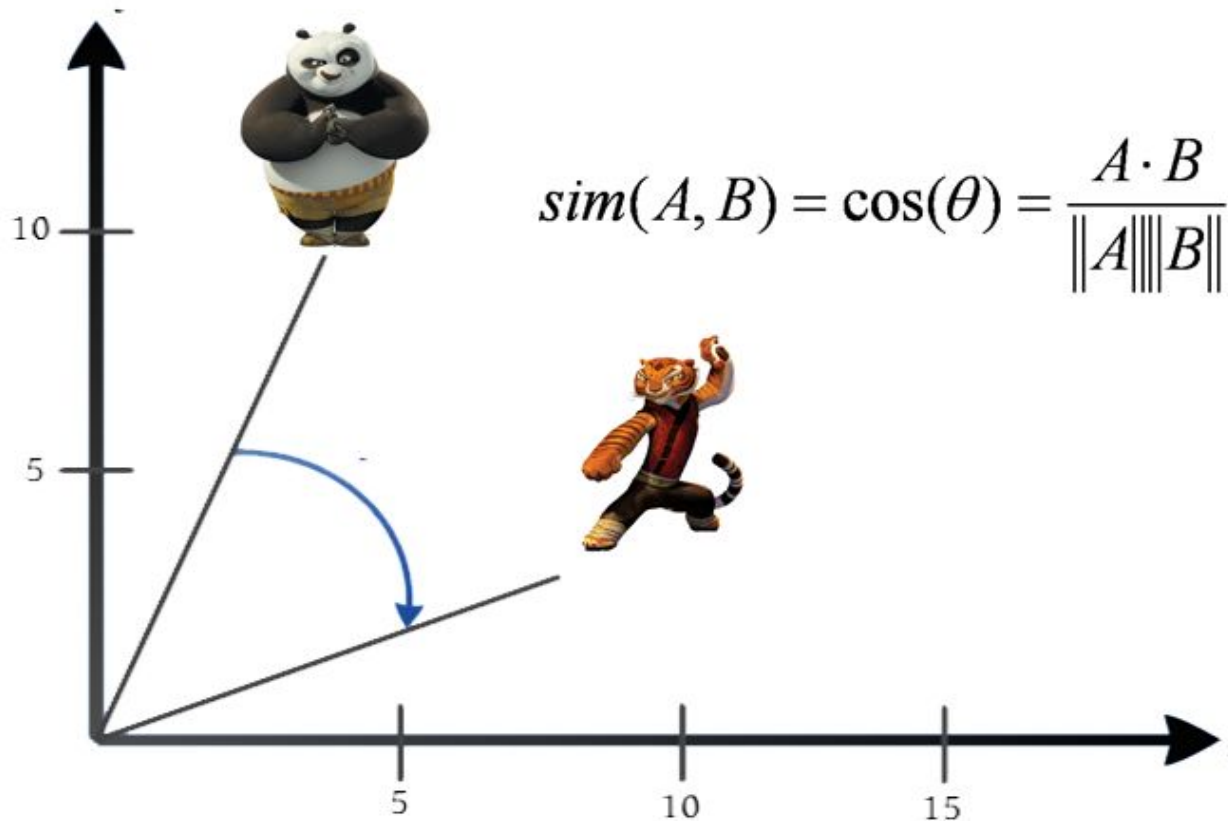 10
sim(A, B) = cos(θ) = A · B / ‖A‖‖B‖
5
5 10 15